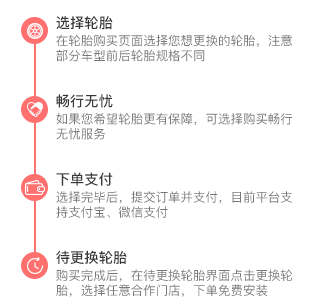 选择轮胎
在轮胎购买页面选择您想更换的轮胎，注意
部分车型前后轮胎规格不同
畅行无忧
如果您希望轮胎更有保障，可选择购买畅行
无忧服务
下单支付
选择完毕后，提交订单并支付，目前平台支
持支付宝、微信支付
待更换轮胎
购买完成后，在待更换轮胎界面点击更换轮
胎，选择任意合作门店，下单免费安装